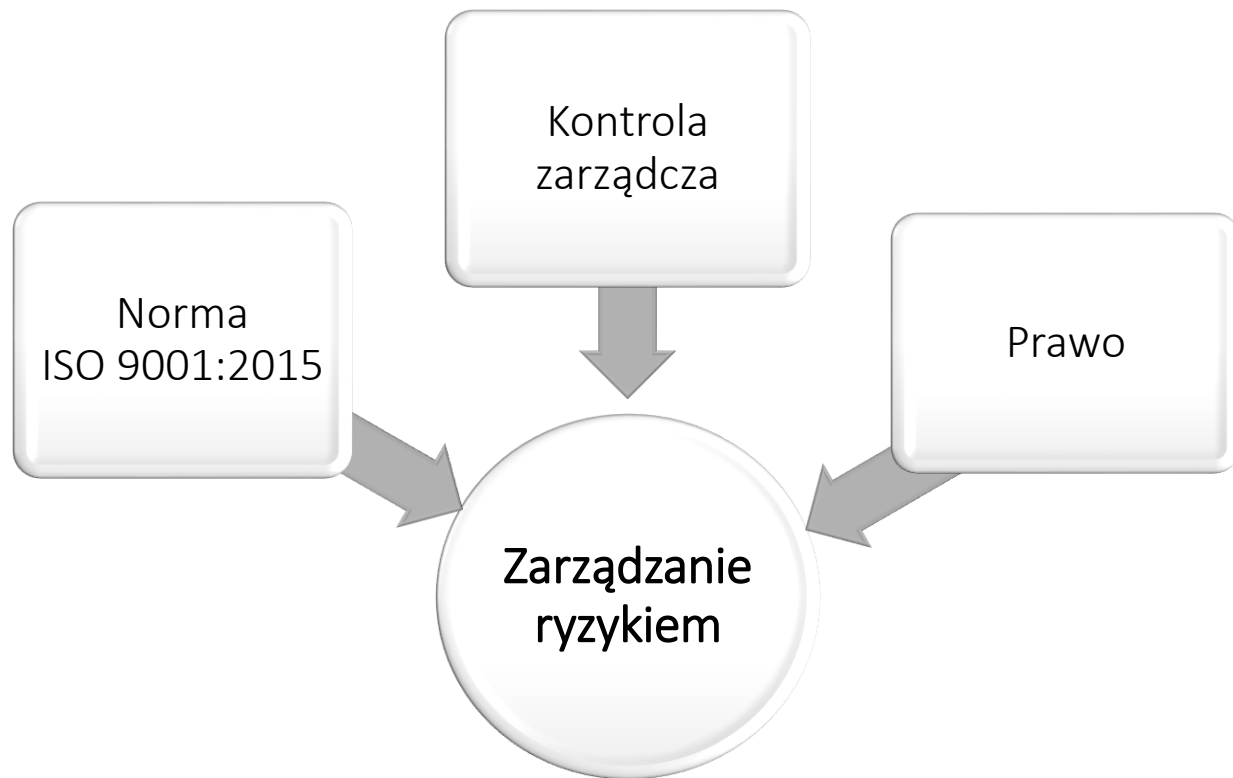 Kontrola
zarządcza
Norma
ISO 9001:2015
Prawo
Zarządzanie
ryzykiem